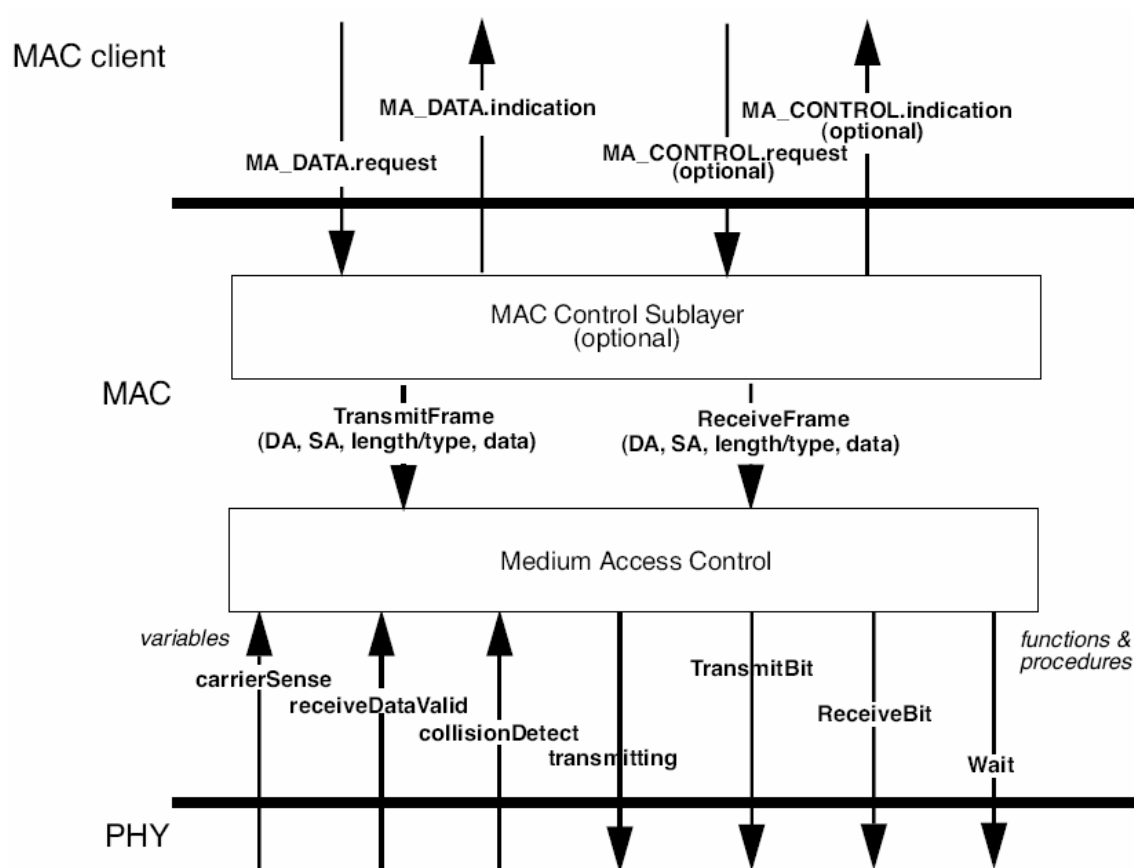 MAC client
MA_DATA.indication
MA_CONTROL.indication
(optional)
MA_DATA.request
MA_CONTROL.request
(optional)
MAC Control Sublayer
(optional)
MAC
TransmitFrame
(DA, SA, length/type, data)
ReceiveFrame
(DA, SA, length/type, data)
Medium Access Control
variables
functions &
procedures
carrierSense
receiveDataValid
collisionDetect
transmitting
TransmitBit
ReceiveBit
Wait
PHY